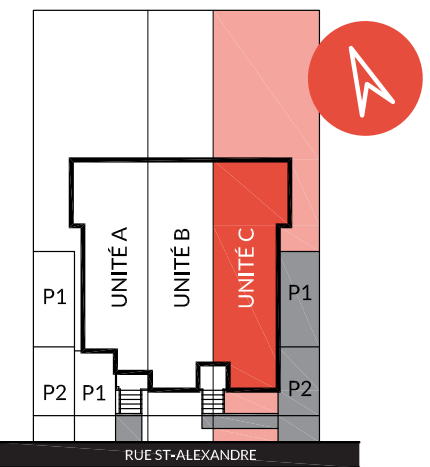 UNITÉ A
UNITÉ B
UNITÉ C
P1
P1
P2
P1
P2
RUE ST-ALEXANDRE